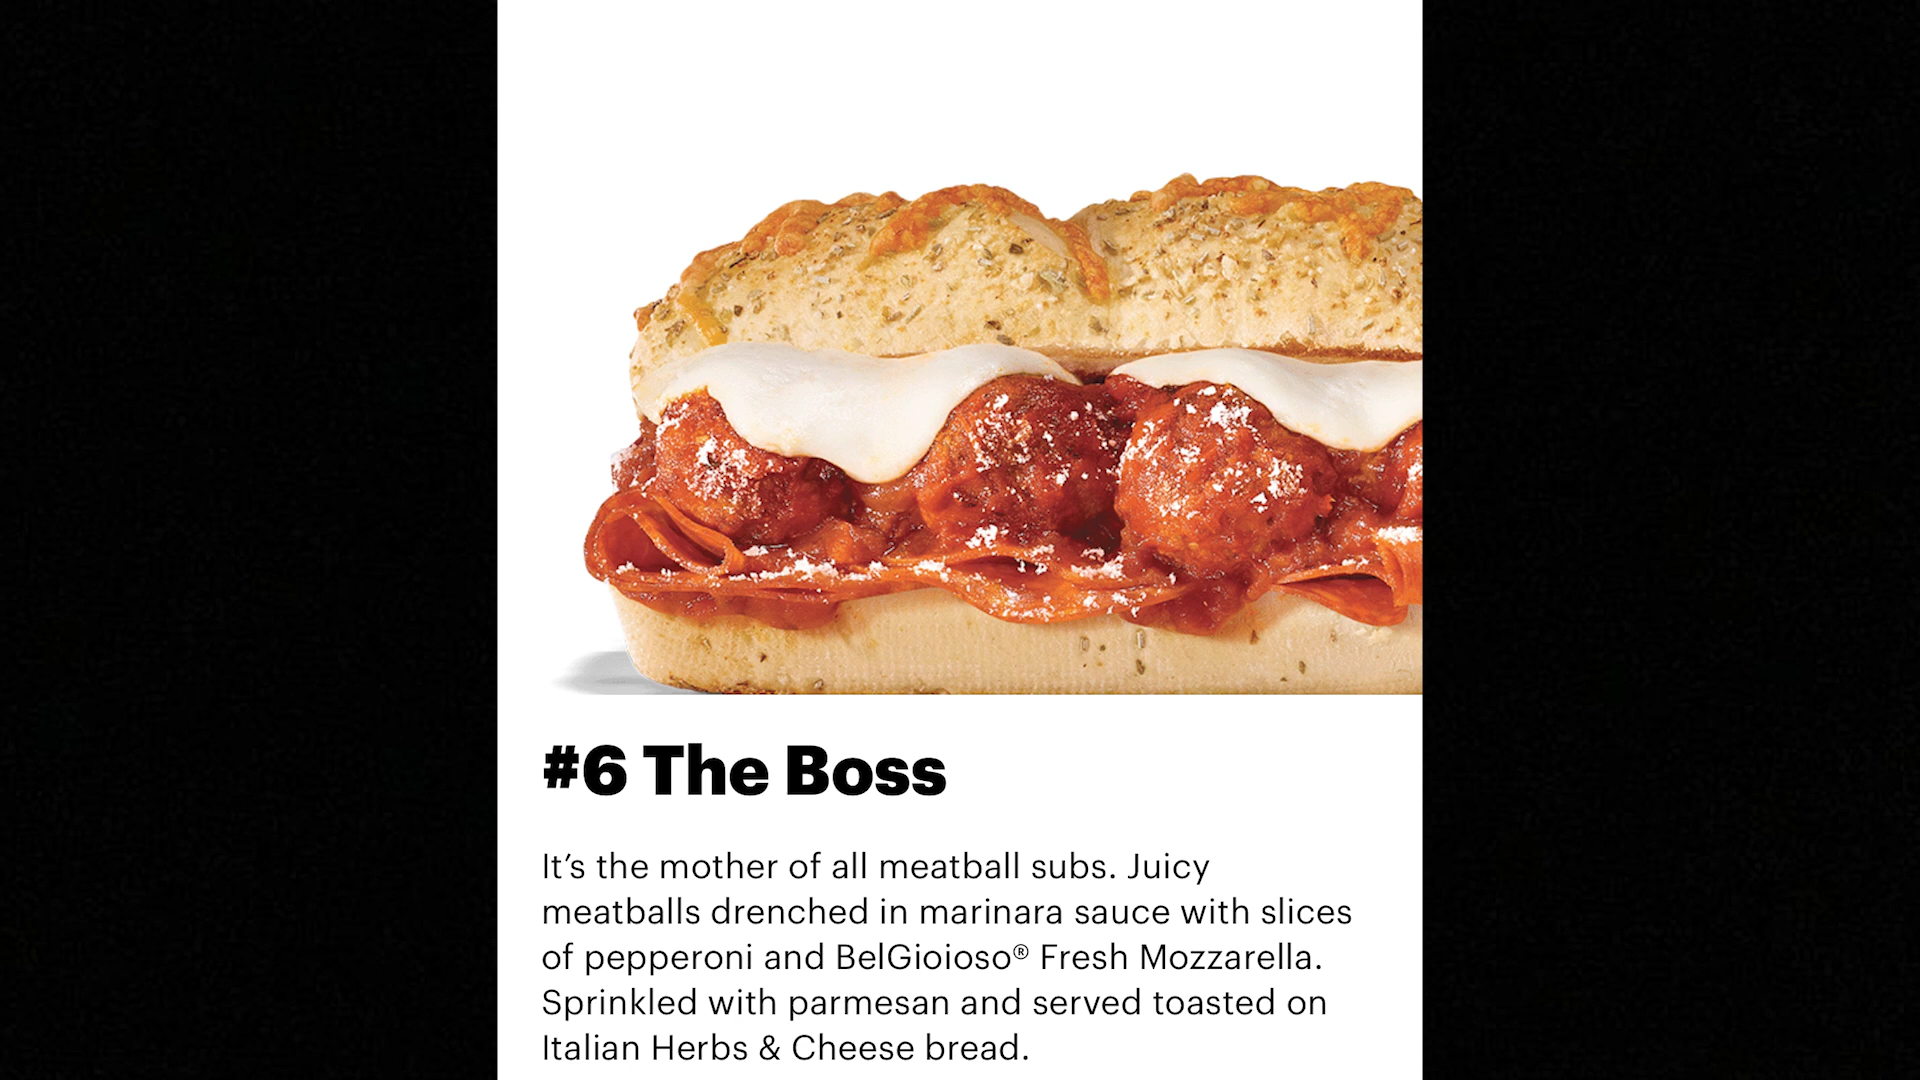 #6 The Boss
It’s the mother of all meatball subs. Juicy
meatballs drenched in marinara sauce with slices
of pepperoni and BelGioioso® Fresh Mozzarella.
Sprinkled with parmesan and served toasted on
Italian Herbs & Cheese bread.